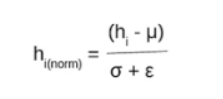 h_i(norm) = (h_i - μ) / (σ + ε)